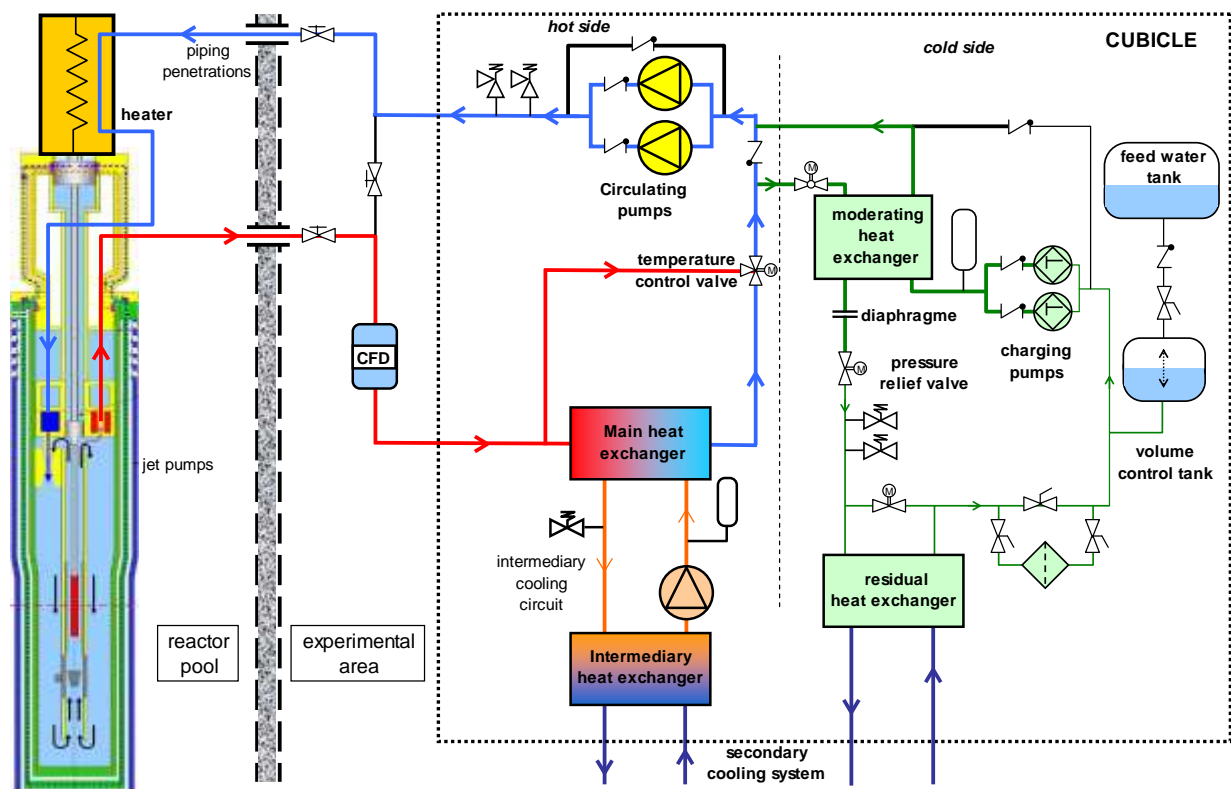 hot side
cold side
CUBICLE
piping
penetrations
heater
Circulating
pumps
feed water
tank
moderating
heat
exchanger
temperature
control valve
M
M
M
M
diaphragme
CFD
pressure
relief valve
charging
pumps
Main heat
exchanger
volume
control tank
jet pumps
intermediary
cooling
circuit
residual
heat exchanger
reactor
pool
experimental
area
Intermediary
heat exchanger
secondary
cooling system